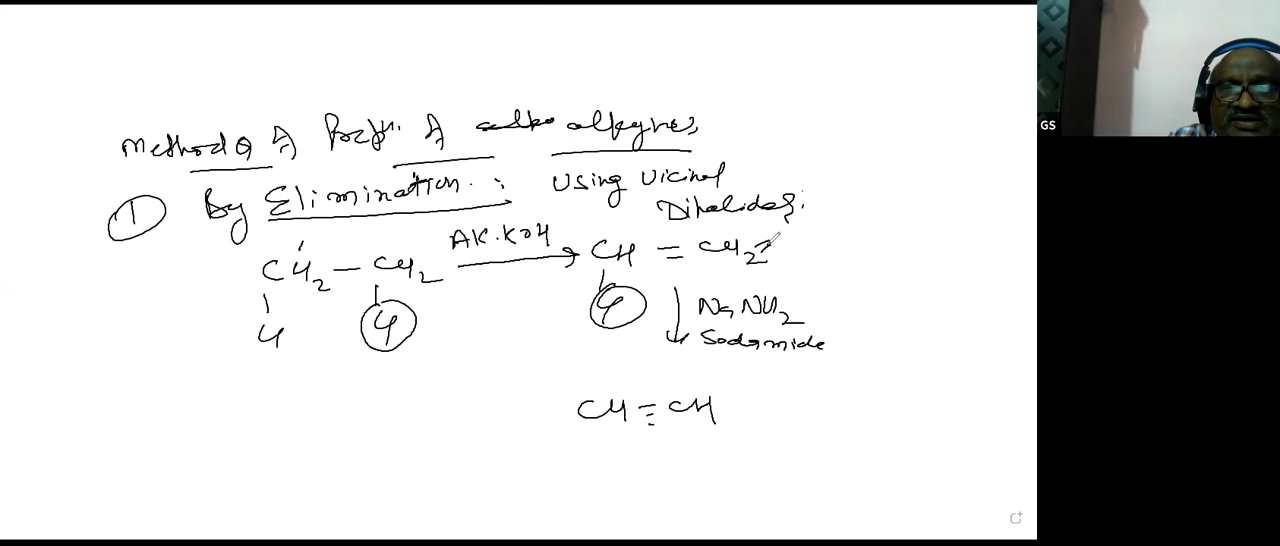 Methods of Prepn. of alkynes
① By Elimination : Using Vicinal
Dihalides :
CH2 — CH2 Alc. KOH → CH = CH2
Cl Cl Cl ↓ NaNH2
Sodamide
CH ≡ CH
GS